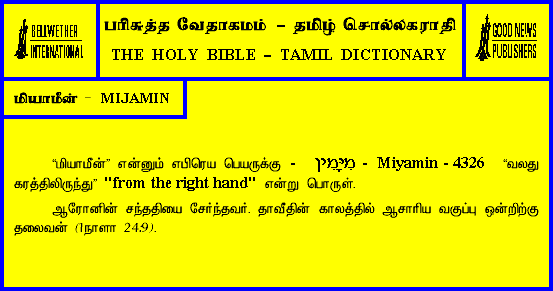 BELLWETHER
INTERNATIONAL
பரிசுத்த வேதாகமம் – தமிழ் சொல்லகராதி
THE HOLY BIBLE – TAMIL DICTIONARY
GOOD NEWS
PUBLISHERS
மியாமீன் - MIJAMIN
“மியாமீன்” என்னும் எபிரெய பெயருக்கு - מִיָּמִין - Miyamin - 4326 “வலது
கரத்திலிருந்து” "from the right hand" என்று பொருள்.
ஆரோனின் சந்ததியை சேர்ந்தவர். தாவீதின் காலத்தில் ஆசாரிய வகுப்பு ஒன்றிற்கு
தலைவன் (1நாளா 24:9).